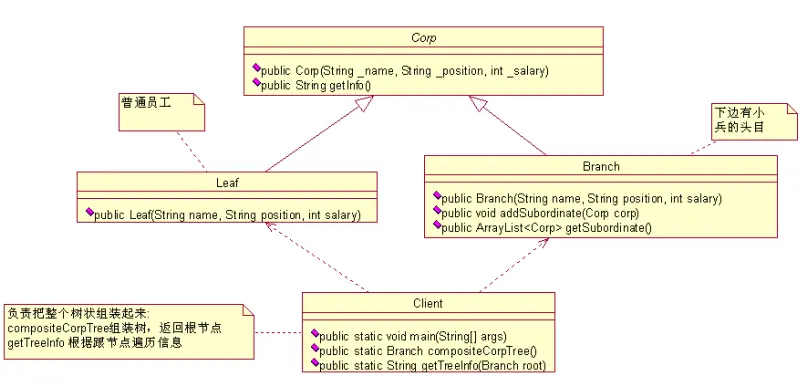 Corp
public Corp(String _name, String _position, int _salary)
public String getInfo()
普通员工
下边有小
兵的头目
Leaf
public Leaf(String name, String position, int salary)
Branch
public Branch(String name, String position, int salary)
public void addSubordinate(Corp corp)
public ArrayList<Corp> getSubordinate()
负责把整个树状组装起来:
compositeCorpTree组装树，返回根节点
getTreeInfo 根据跟节点遍历信息
Client
public static void main(String[] args)
public static Branch compositeCorpTree()
public static String getTreeInfo(Branch root)